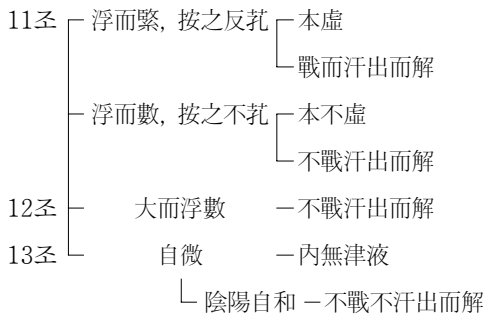 11조 浮而緊, 按之反芤 本虛
戰而汗出而解
浮而數, 按之不芤 本不虛
不戰汗出而解
12조 大而浮數 －不戰汗出而解
13조 自微 －內無津液
陰陽自和 －不戰不汗出而解